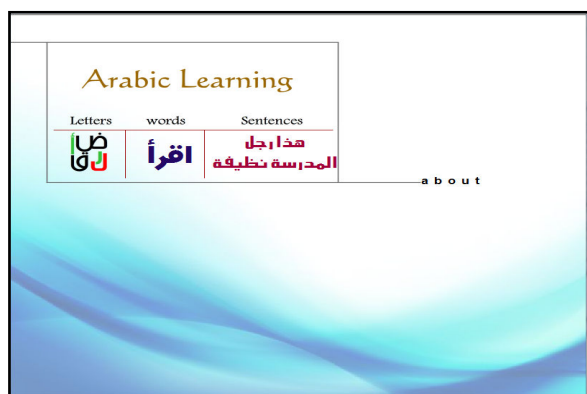 Arabic Learning
Letters words Sentences
اقرأ
هذا رجل
المدرسة نظيفة
about